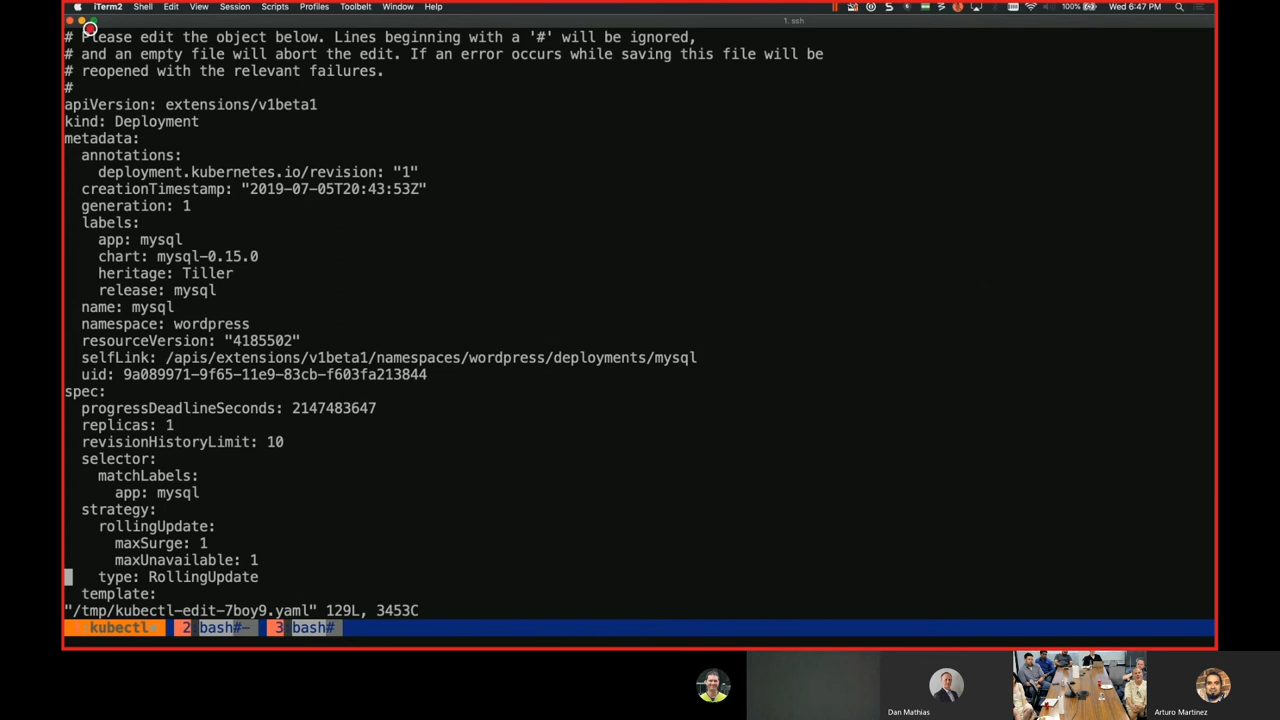 iTerm2 Shell Edit View Session Scripts Profiles Toolbelt Window Help 100% Wed 6:47 PM
1. ssh
# Please edit the object below. Lines beginning with a '#' will be ignored,
# and an empty file will abort the edit. If an error occurs while saving this file will be
# reopened with the relevant failures.
#
apiVersion: extensions/v1beta1
kind: Deployment
metadata:
  annotations:
    deployment.kubernetes.io/revision: "1"
  creationTimestamp: "2019-07-05T20:43:53Z"
  generation: 1
  labels:
    app: mysql
    chart: mysql-0.15.0
    heritage: Tiller
    release: mysql
  name: mysql
  namespace: wordpress
  resourceVersion: "4185502"
  selfLink: /apis/extensions/v1beta1/namespaces/wordpress/deployments/mysql
  uid: 9a089971-9f65-11e9-83cb-f603fa213844
spec:
  progressDeadlineSeconds: 2147483647
  replicas: 1
  revisionHistoryLimit: 10
  selector:
    matchLabels:
      app: mysql
  strategy:
    rollingUpdate:
      maxSurge: 1
      maxUnavailable: 1
    type: RollingUpdate
  template:
"/tmp/kubectl-edit-7boy9.yaml" 129L, 3453C
kubectl 2 bash#- 3 bash#
Dan Mathias
Arturo Martinez